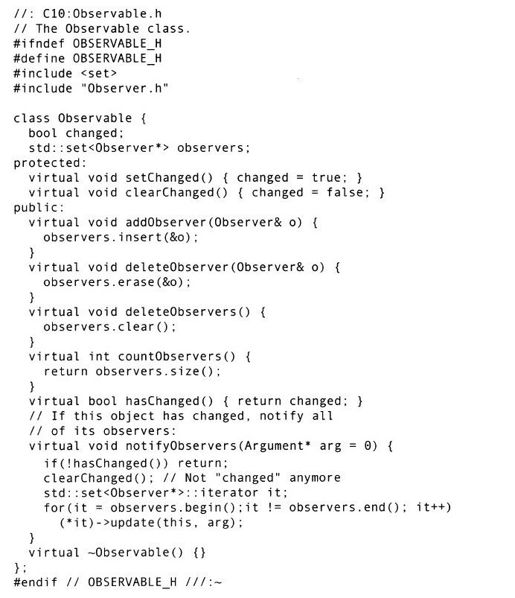 //: C10:Observable.h
// The Observable class.
#ifndef OBSERVABLE_H
#define OBSERVABLE_H
#include <set>
#include "Observer.h"

class Observable {
  bool changed;
  std::set<Observer*> observers;
protected:
  virtual void setChanged() { changed = true; }
  virtual void clearChanged() { changed = false; }
public:
  virtual void addObserver(Observer& o) {
    observers.insert(&o);
  }
  virtual void deleteObserver(Observer& o) {
    observers.erase(&o);
  }
  virtual void deleteObservers() {
    observers.clear();
  }
  virtual int countObservers() {
    return observers.size();
  }
  virtual bool hasChanged() { return changed; }
  // If this object has changed, notify all
  // of its observers:
  virtual void notifyObservers(Argument* arg = 0) {
    if(!hasChanged()) return;
    clearChanged(); // Not "changed" anymore
    std::set<Observer*>::iterator it;
    for(it = observers.begin();it != observers.end(); it++)
      (*it)->update(this, arg);
  }
  virtual ~Observable() {}
};
#endif // OBSERVABLE_H ///:~